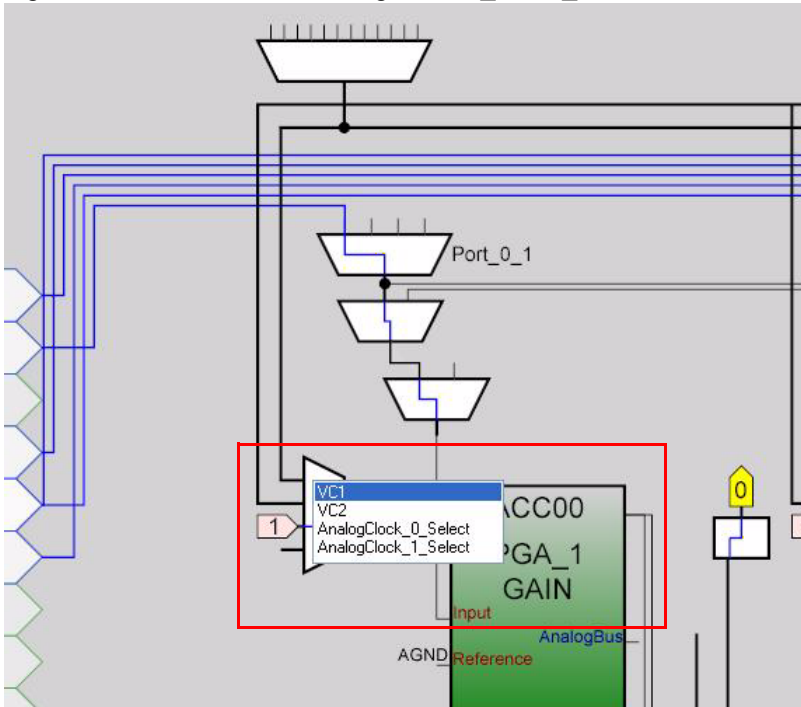 Port_0_1
VC1
VC2
AnalogClock_0_Select
AnalogClock_1_Select
1
ACC00
PGA_1
GAIN
0
Input
AnalogBus
AGND
Reference